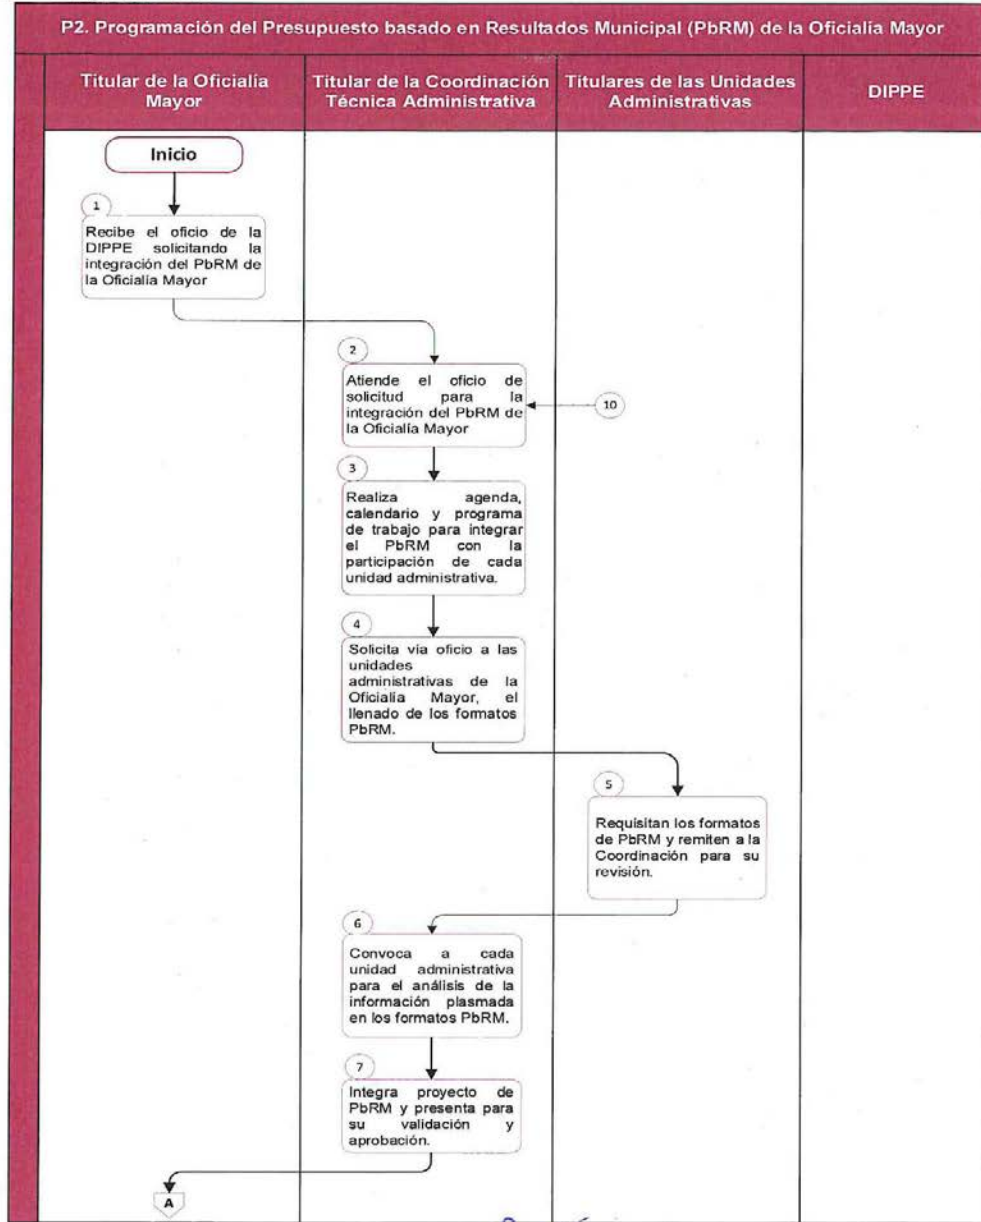 P2. Programación del Presupuesto basado en Resultados Municipal (PbRM) de la Oficialía Mayor
Titular de la Oficialía
Mayor
Titular de la Coordinación
Técnica Administrativa
Titulares de las Unidades
Administrativas
DIPPE
Inicio
1
Recibe el oficio de la
DIPPE solicitando la
integración del PbRM de
la Oficialía Mayor
2
Atiende el oficio de
solicitud para la
integración del PbRM de
la Oficialía Mayor
10
3
Realiza agenda,
calendario y programa
de trabajo para integrar
el PbRM con la
participación de cada
unidad administrativa.
4
Solicita vía oficio a las
unidades
administrativas de la
Oficialía Mayor, el
llenado de los formatos
PbRM.
5
Requisitan los formatos
de PbRM y remiten a la
Coordinación para su
revisión.
6
Convoca a cada
unidad administrativa
para el análisis de la
información plasmada
en los formatos PbRM.
7
Integra proyecto de
PbRM y presenta para
su validación y
aprobación.
A